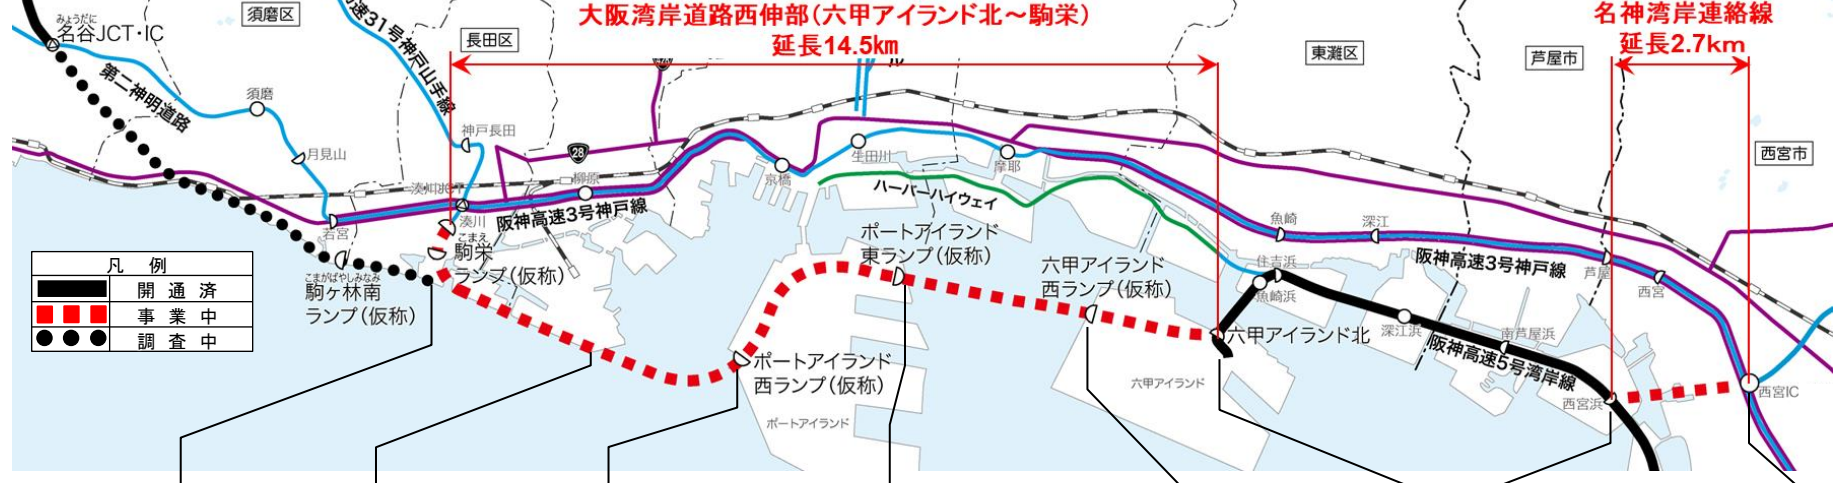 大阪湾岸道路西伸部(六甲アイランド北～駒栄)
延長14.5km
名神湾岸連絡線
延長2.7km
みょうだに
名谷JCT・IC
須磨区
速31号神戸山手線
長田区
東灘区
芦屋市
西宮市
第二神明道路
須磨
月見山
神戸長田
28
湊川JCT
柳原
京橋
生田川
摩耶
ハーバーハイウェイ
若宮
湊川
阪神高速3号神戸線
こまえ
駒栄
ランプ(仮称)
こまがばやしみなみ
駒ヶ林南
ランプ(仮称)
ポートアイランド
東ランプ(仮称)
六甲アイランド
西ランプ(仮称)
魚崎
深江
住吉浜
魚崎浜
阪神高速3号神戸線
芦屋
西宮
凡 例
開 通 済
事 業 中
調 査 中
ポートアイランド
西ランプ(仮称)
ポートアイランド
六甲アイランド北
六甲アイランド
深江浜
南芦屋浜
阪神高速5号湾岸線
西宮浜
西宮IC